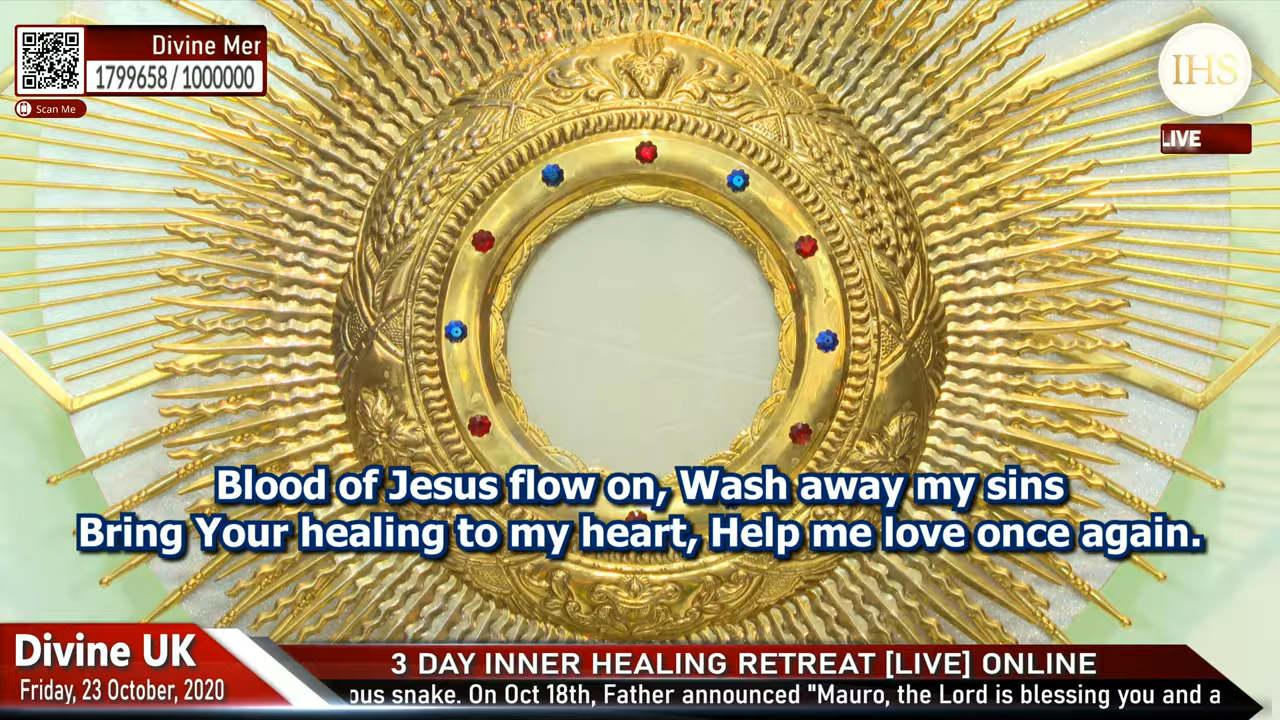 Divine Mer
1799658/1000000
Scan Me
IHS
LIVE
Blood of Jesus flow on, Wash away my sins
Bring Your healing to my heart, Help me love once again.
Divine UK
Friday, 23 October, 2020
3 DAY INNER HEALING RETREAT [LIVE] ONLINE
ous snake. On Oct 18th, Father announced "Mauro, the Lord is blessing you and a